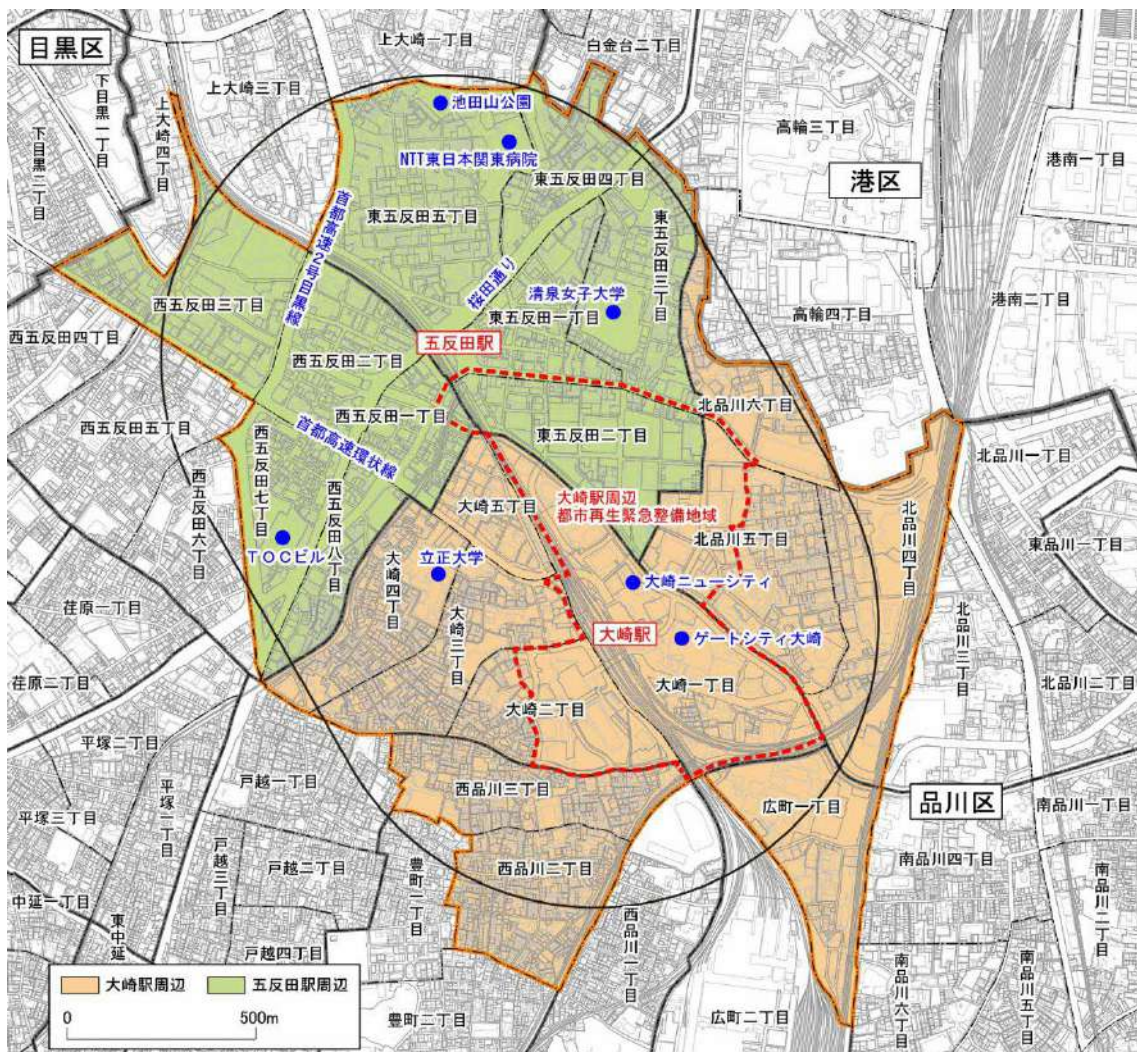 目黒区
上大崎一丁目
白金台二丁目
下目黒一丁目
上大崎三丁目
池田山公園
下目黒二丁目
上大崎四丁目
NTT東日本関東病院
高輪三丁目
港南一丁目
東五反田四丁目
港区
首都高速2号目黒線
東五反田五丁目
東五反田三丁目
桜田通り
清泉女子大学
港南二丁目
西五反田三丁目
東五反田一丁目
高輪四丁目
西五反田四丁目
五反田駅
西五反田二丁目
北品川六丁目
西五反田一丁目
西五反田五丁目
首都高速環状線
東五反田二丁目
北品川一丁目
西五反田七丁目
大崎五丁目
大崎駅周辺
都市再生緊急整備地域
西五反田六丁目
西五反田八丁目
北品川五丁目
北品川四丁目
東品川一丁目
TOCビル
立正大学
大崎四丁目
大崎ニューシティ
荏原一丁目
大崎三丁目
大崎駅
ゲートシティ大崎
北品川三丁目
荏原二丁目
大崎一丁目
北品川二丁目
大崎二丁目
平塚二丁目
戸越一丁目
西品川三丁目
広町一丁目
品川区
南品川一丁目
平塚三丁目
平塚一丁目
戸越三丁目
戸越二丁目
豊町一丁目
西品川二丁目
南品川四丁目
南品川二丁目
中延一丁目
東中延
戸越四丁目
西品川一丁目
南品川六丁目
南品川五丁目
大崎駅周辺
五反田駅周辺
0
500m
豊町二丁目
広町二丁目